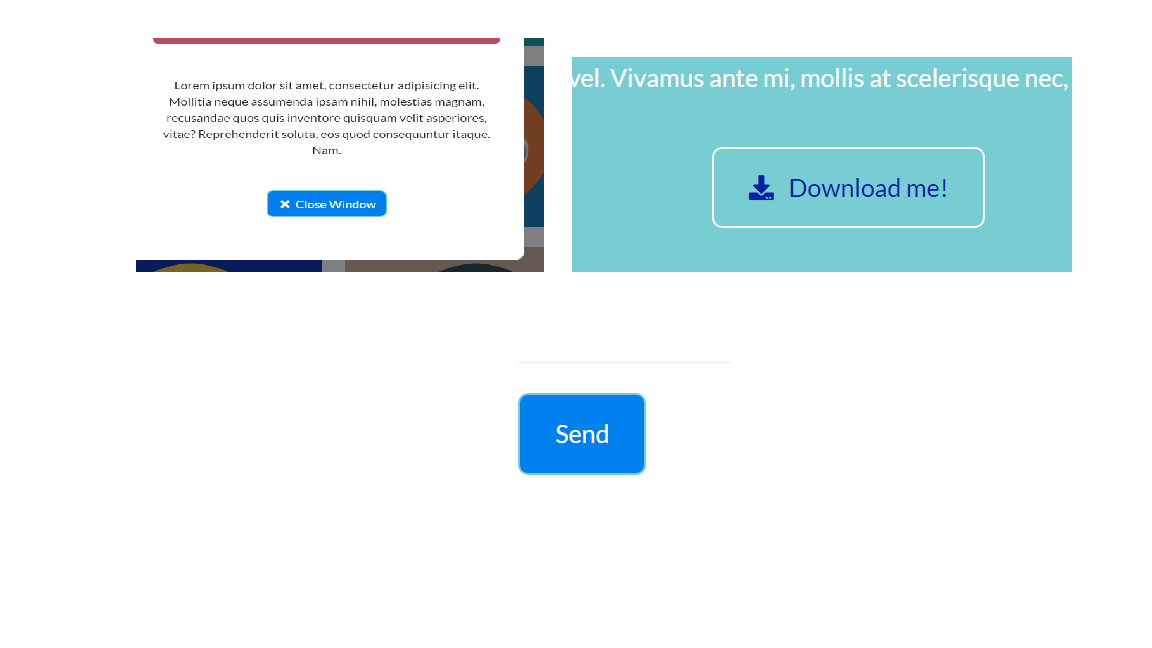 Lorem ipsum dolor sit amet, consectetur adipisicing elit.
Mollitia neque assumenda ipsam nihil, molestias magnam,
recusandae quos quis inventore quisquam velit asperiores,
vitae? Reprehenderit soluta, eos quod consequuntur itaque.
Nam.
Close Window
vel. Vivamus ante mi, mollis at scelerisque nec,
Download me!
Send